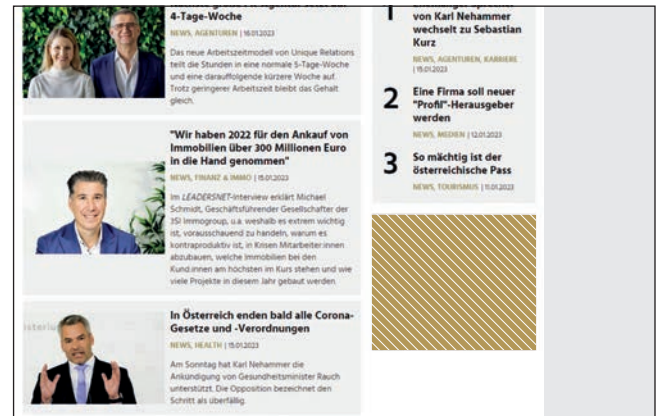 4-Tage-Woche
NEWS, AGENTUREN | 16.01.2023
Das neue Arbeitszeitmodell von Unique Relations
teilt die Stunden in eine normale 5-Tage-Woche
und eine darauffolgende kürzere Woche auf.
Trotz geringerer Arbeitszeit bleibt das Gehalt
gleich.
"Wir haben 2022 für den Ankauf von
Immobilien über 300 Millionen Euro
in die Hand genommen"
NEWS, FINANZ & IMMO | 15.01.2023
Im LEADERSNET-Interview erklärt Michael
Schmidt, Geschäftsführender Gesellschafter der
3SI Immogroup, u.a. weshalb es extrem wichtig
ist, vorausschauend zu handeln, warum es
kontraproduktiv ist, in Krisen Mitarbeiter:innen
abzubauen, welche Immobilien bei den
Kund:innen am höchsten im Kurs stehen und wie
viele Projekte in diesem Jahr gebaut werden.
In Österreich enden bald alle Corona-
Gesetze und -Verordnungen
NEWS, HEALTH | 15.01.2023
Am Sonntag hat Karl Nehammer die
Ankündigung von Gesundheitsminister Rauch
unterstützt. Die Opposition bezeichnet den
Schritt als überfällig.
1
von Karl Nehammer
wechselt zu Sebastian
Kurz
NEWS, AGENTUREN, KARRIERE
| 15.01.2023
2
Eine Firma soll neuer
"Profil"-Herausgeber
werden
NEWS, MEDIEN | 12.01.2023
3
So mächtig ist der
österreichische Pass
NEWS, TOURISMUS | 11.01.2023